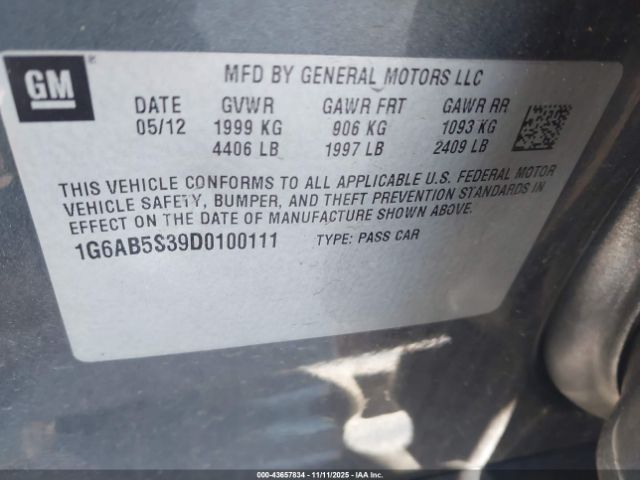 GM
MFD BY GENERAL MOTORS LLC
DATE GVWR GAWR FRT GAWR RR
05/12 1999 KG 906 KG 1093 KG
4406 LB 1997 LB 2409 LB
THIS VEHICLE CONFORMS TO ALL APPLICABLE U.S. FEDERAL MOTOR
VEHICLE SAFETY, BUMPER, AND THEFT PREVENTION STANDARDS IN
EFFECT ON THE DATE OF MANUFACTURE SHOWN ABOVE.
1G6AB5S39D0100111 TYPE: PASS CAR
000-43657834 - 11/11/2025 - IAA Inc.